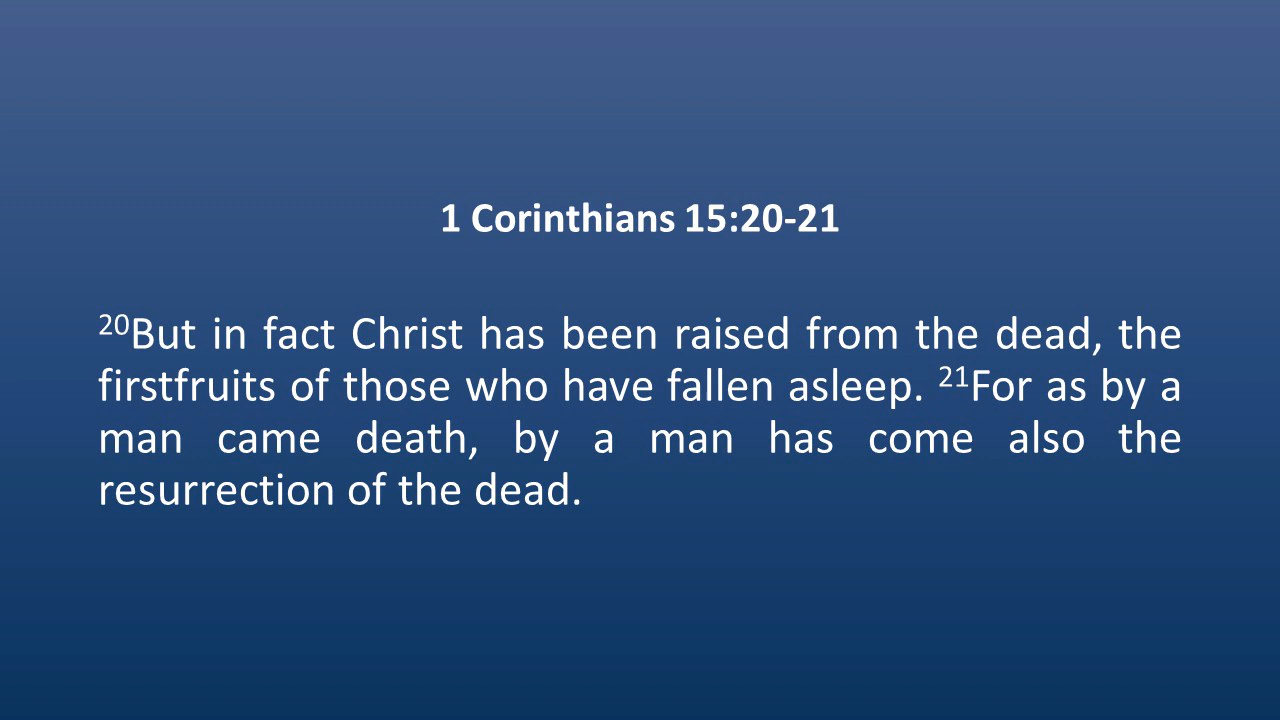 1 Corinthians 15:20-21
²⁰But in fact Christ has been raised from the dead, the
firstfruits of those who have fallen asleep. ²¹For as by a
man came death, by a man has come also the
resurrection of the dead.